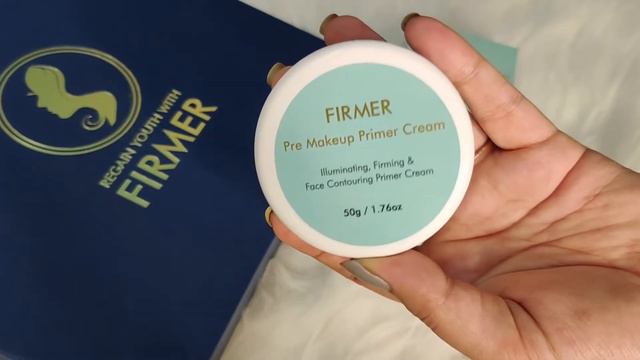 REGAIN YOUTH WITH
FIRMER
FIRMER
Pre Makeup Primer Cream
Illuminating, Firming &
Face Contouring Primer Cream
50g / 1.76oz